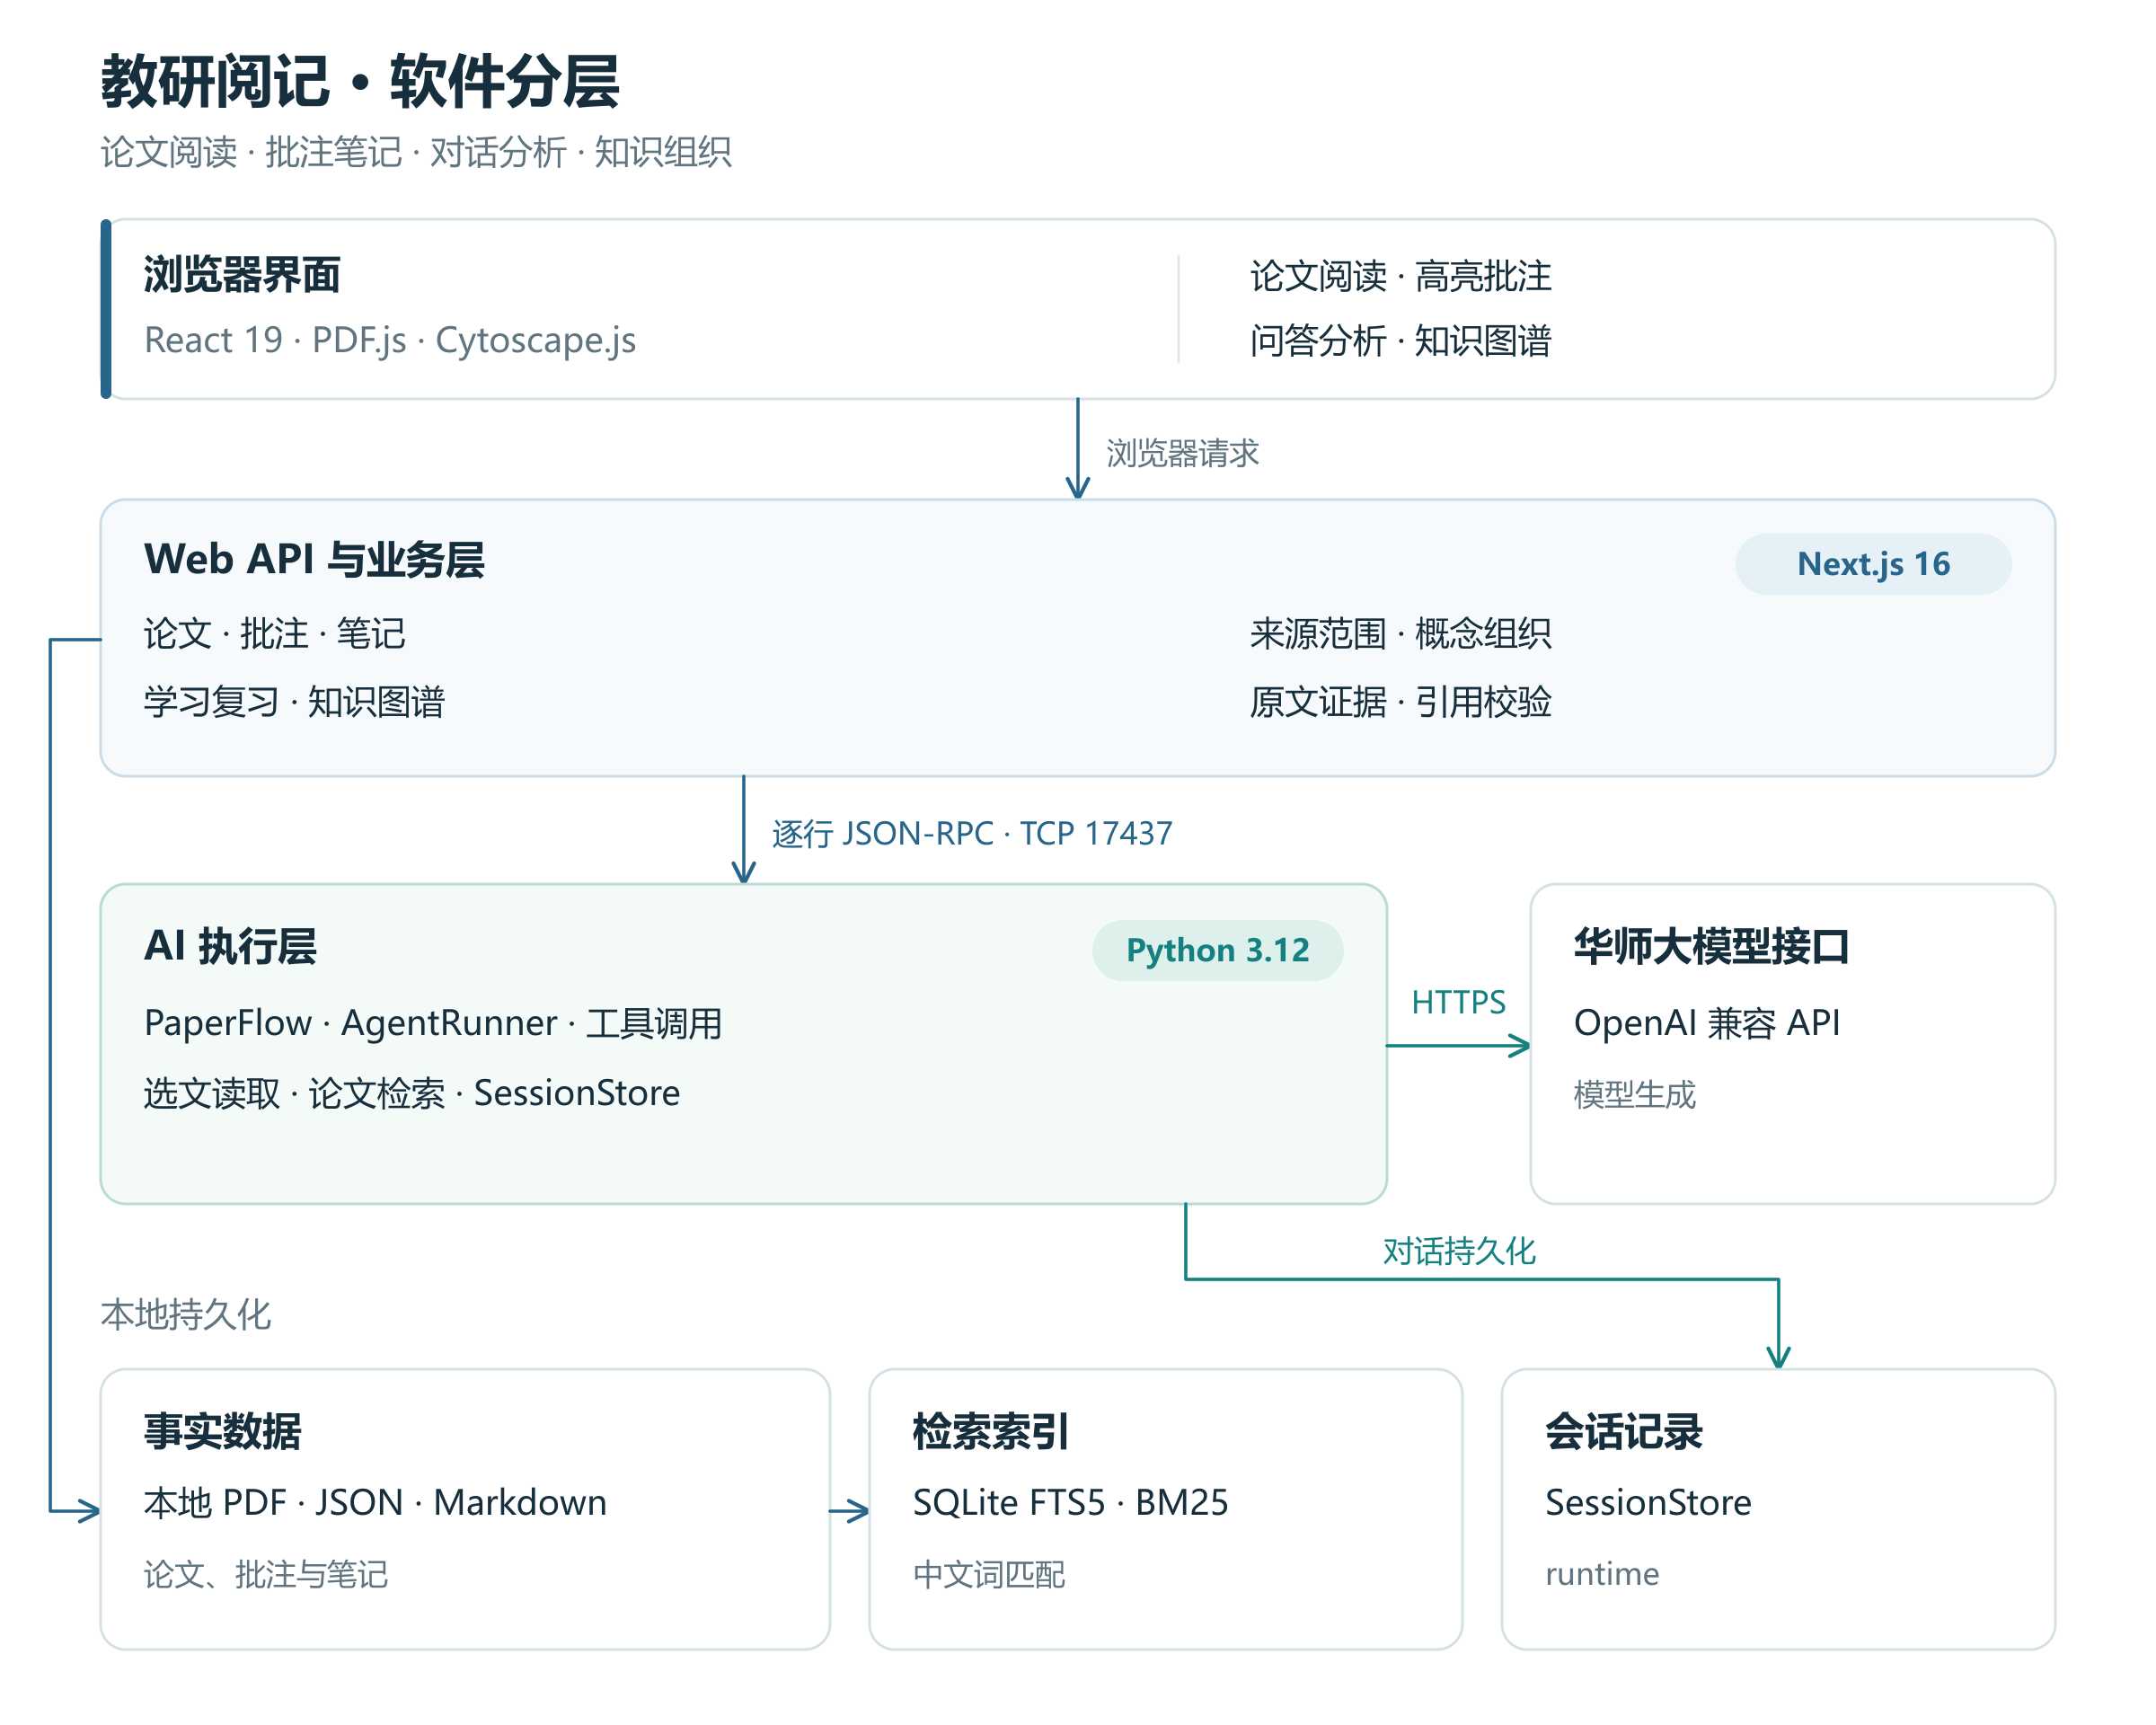 教研阅记 · 软件分层
论文阅读 · 批注笔记 · 对话分析 · 知识组织
浏览器界面
React 19 · PDF.js · Cytoscape.js
论文阅读 · 高亮批注
问答分析 · 知识图谱
浏览器请求
Web API 与业务层
Next.js 16
论文 · 批注 · 笔记
学习复习 · 知识图谱
来源范围 · 概念组织
原文证据 · 引用校验
逐行 JSON-RPC · TCP 17437
AI 执行层
Python 3.12
PaperFlow · AgentRunner · 工具调用
选文读取 · 论文检索 · SessionStore
HTTPS
华师大模型接口
OpenAI 兼容 API
模型生成
对话持久化
本地持久化
事实数据
本地 PDF · JSON · Markdown
论文、批注与笔记
检索索引
SQLite FTS5 · BM25
中文词匹配
会话记录
SessionStore
runtime